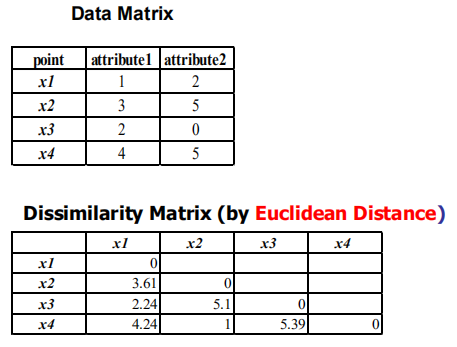 Data Matrix
point attribute1 attribute2
x1 1 2
x2 3 5
x3 2 0
x4 4 5
Dissimilarity Matrix (by Euclidean Distance)
x1 x2 x3 x4
x1 0
x2 3.61 0
x3 2.24 5.1 0
x4 4.24 1 5.39 0